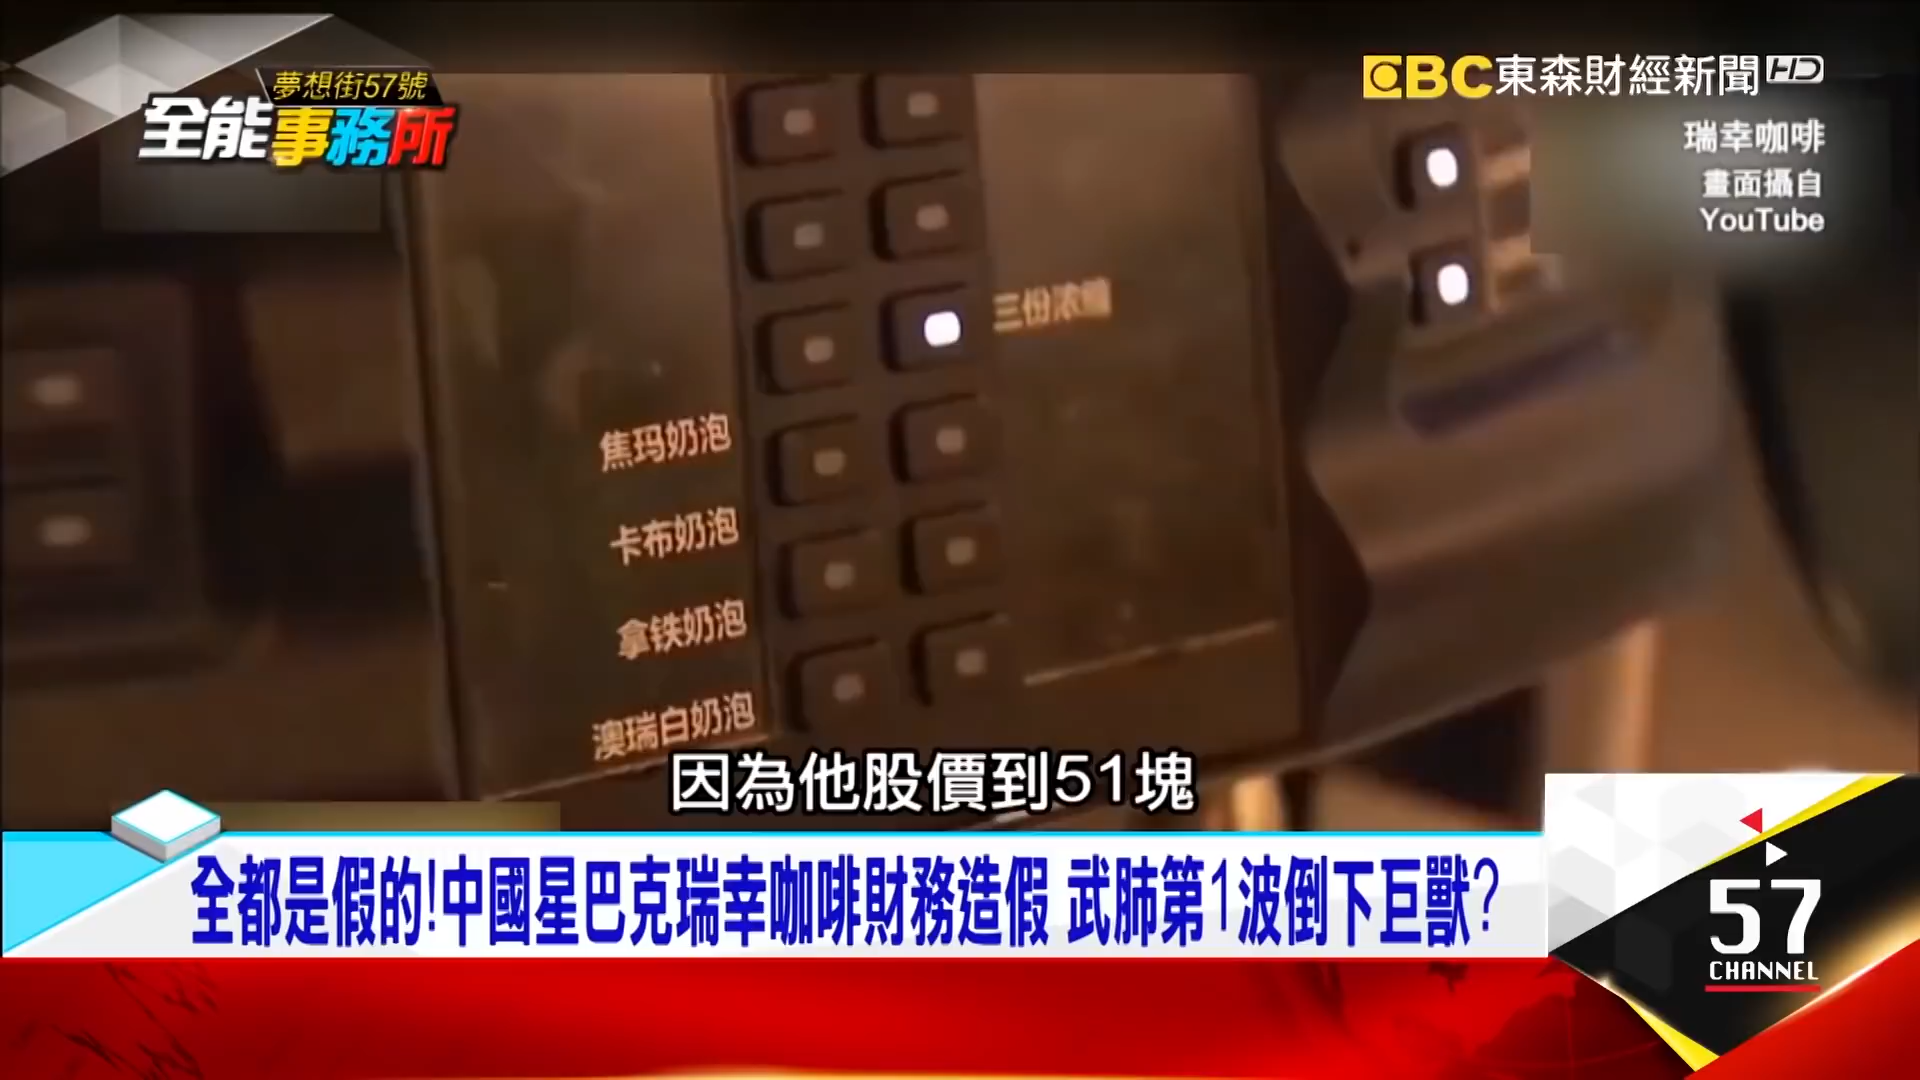 夢想街57號
全能事務所
EBC東森財經新聞HD
瑞幸咖啡
畫面攝自
YouTube
三份浓缩
焦玛奶泡
卡布奶泡
拿铁奶泡
澳瑞白奶泡
因為他股價到51塊
全都是假的!中國星巴克瑞幸咖啡財務造假 武肺第1波倒下巨獸?
57
CHANNEL